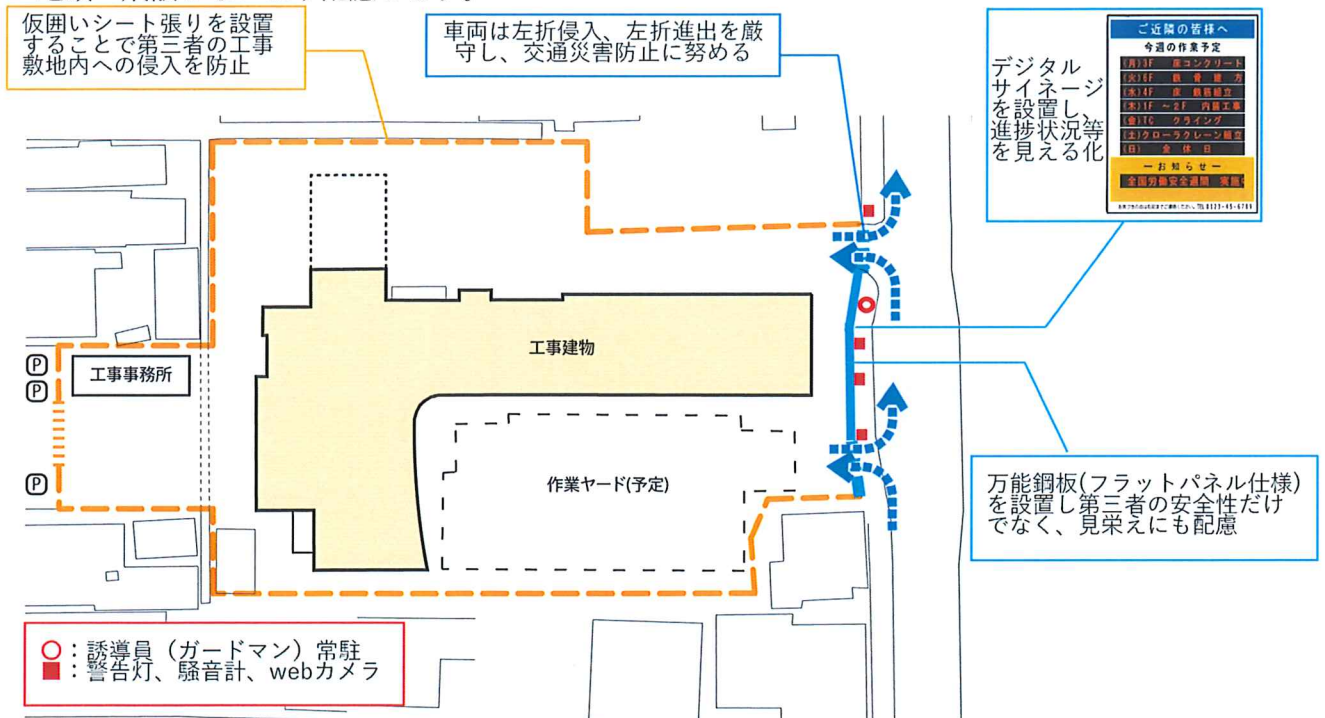 仮囲いシート張りを設置
することで第三者の工事
敷地内への侵入を防止
車両は左折侵入、左折進出を厳
守し、交通災害防止に努める
デジタル
サイネージ
を設置し、
進捗状況等
を見える化
ご近隣の皆様へ
今週の作業予定
(月)3F 床コンクリート
(火)6F 鉄骨建方
(水)4F 床 鉄筋組立
(木)1F ~2F 内装工事
(金)TC クライング
(土)クローラクレーン組立
(日) 全休日
ーお知らせー
全国労働安全週間 実施
工事建物
P
P
工事事務所
P
作業ヤード(予定)
万能鋼板(フラットパネル仕様)
を設置し第三者の安全性だけ
でなく、見栄えにも配慮
:誘導員(ガードマン)常駐
:警告灯、騒音計、webカメラ